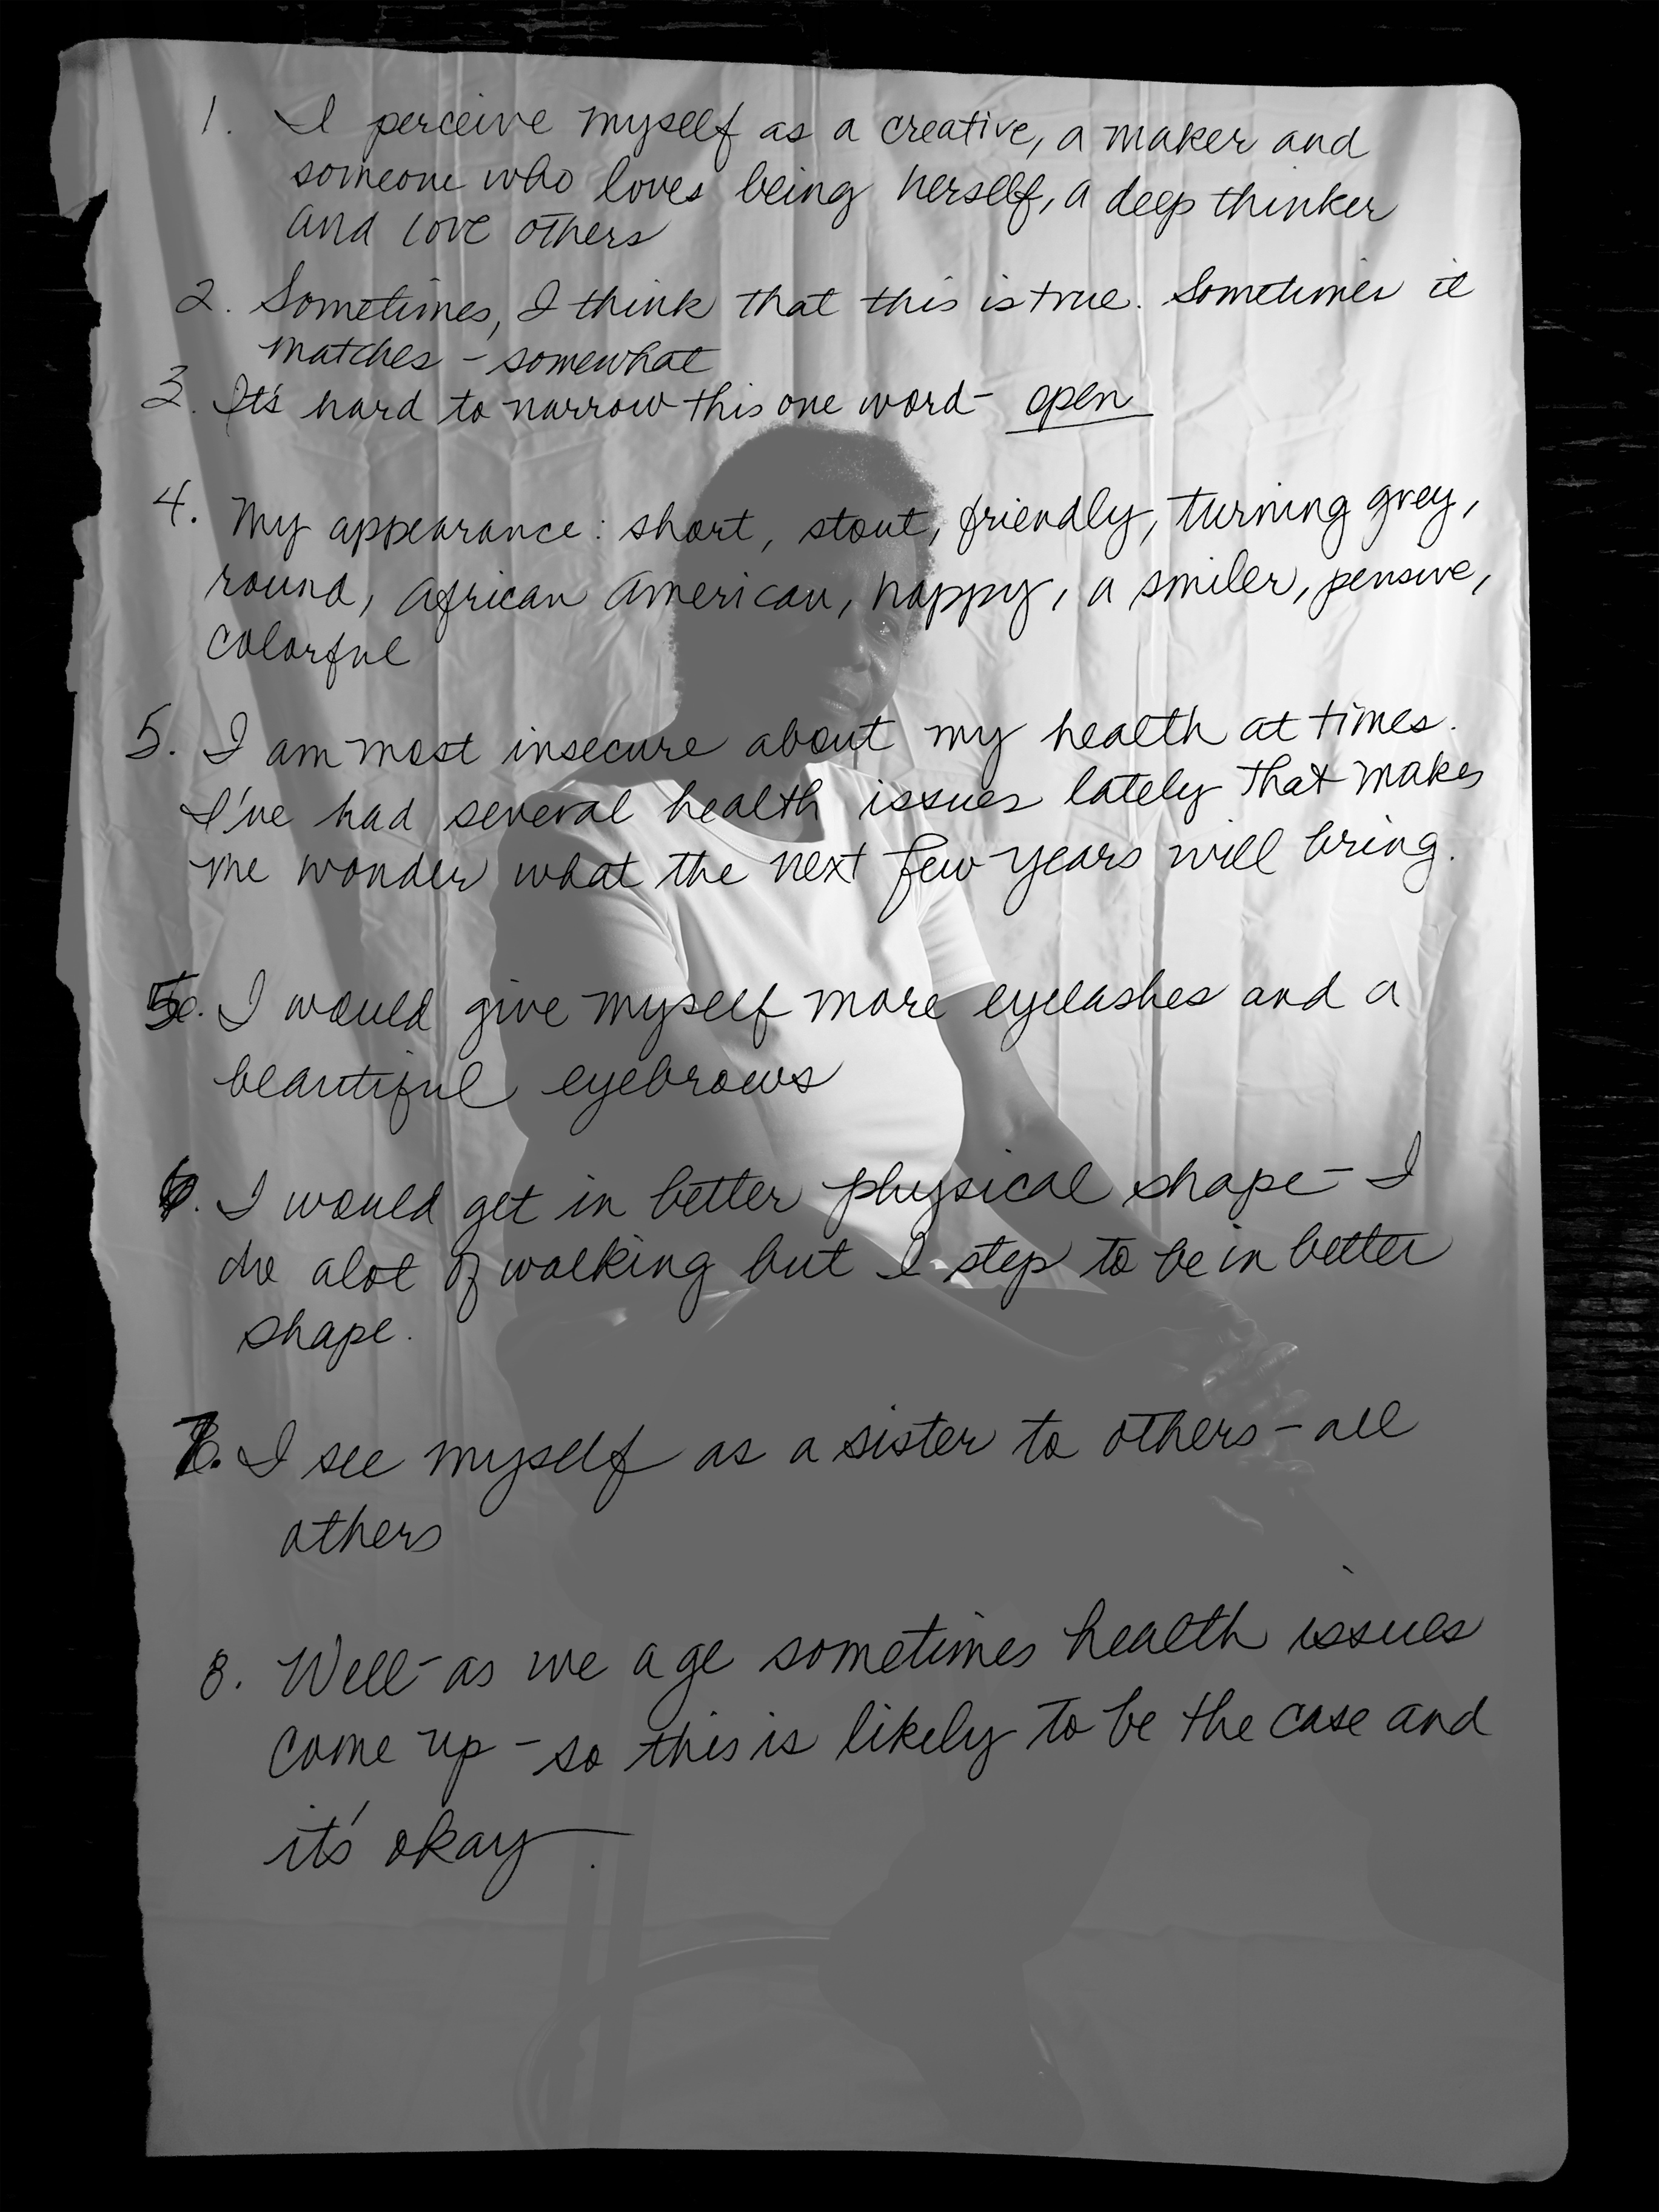 1. I perceive myself as a creative, a maker and
someone who loves being herself, a deep thinker
and love others
2. Sometimes, I think that this is true. Sometimes it
matches - somewhat
3. It's hard to narrow this one word - open
4. My appearance: short, stout, friendly, turning grey,
round, African American, happy, a smiler, pensive,
colorful
5. I am most insecure about my health at times.
I've had several health issues lately that makes
me wonder what the next few years will bring.
I would give myself more eyelashes and a
beautiful eyebrows
6. I would get in better physical shape - I
do alot of walking but I step to be in better
shape.
7. I see myself as a sister to others - all
others
8. Well - as we age sometimes health issues
come up - so this is likely to be the case and
it's okay.